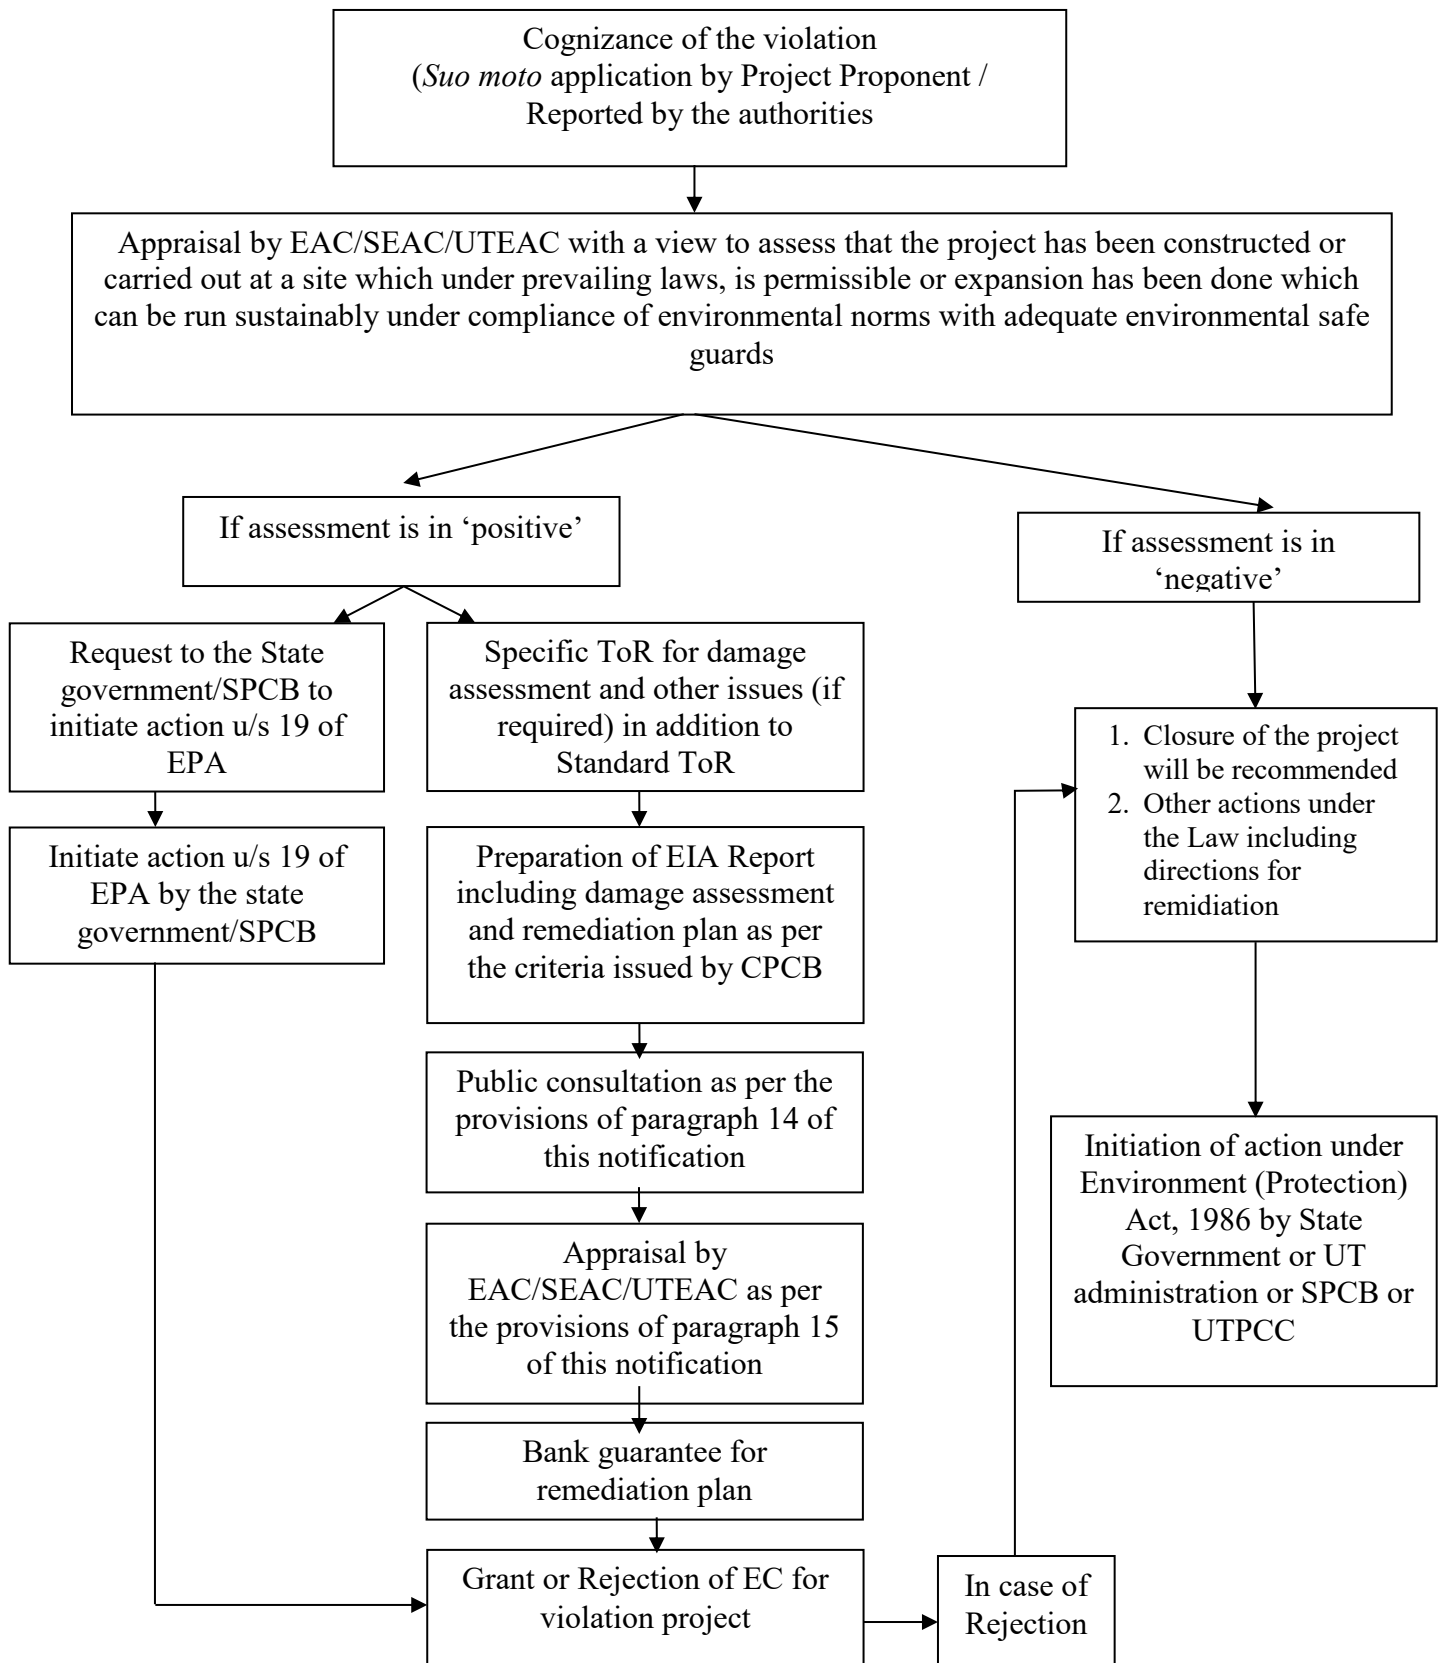 Cognizance of the violation
(Suo moto application by Project Proponent /
Reported by the authorities
Appraisal by EAC/SEAC/UTEAC with a view to assess that the project has been constructed or
carried out at a site which under prevailing laws, is permissible or expansion has been done which
can be run sustainably under compliance of environmental norms with adequate environmental safe
guards
If assessment is in ‘positive’
If assessment is in
‘negative’
Request to the State
government/SPCB to
initiate action u/s 19 of
EPA
Specific ToR for damage
assessment and other issues (if
required) in addition to
Standard ToR
1. Closure of the project
will be recommended
2. Other actions under
the Law including
directions for
remidiation
Initiate action u/s 19 of
EPA by the state
government/SPCB
Preparation of EIA Report
including damage assessment
and remediation plan as per
the criteria issued by CPCB
Public consultation as per the
provisions of paragraph 14 of
this notification
Initiation of action under
Environment (Protection)
Act, 1986 by State
Government or UT
administration or SPCB or
UTPCC
Appraisal by
EAC/SEAC/UTEAC as per
the provisions of paragraph 15
of this notification
Bank guarantee for
remediation plan
Grant or Rejection of EC for
violation project
In case of
Rejection